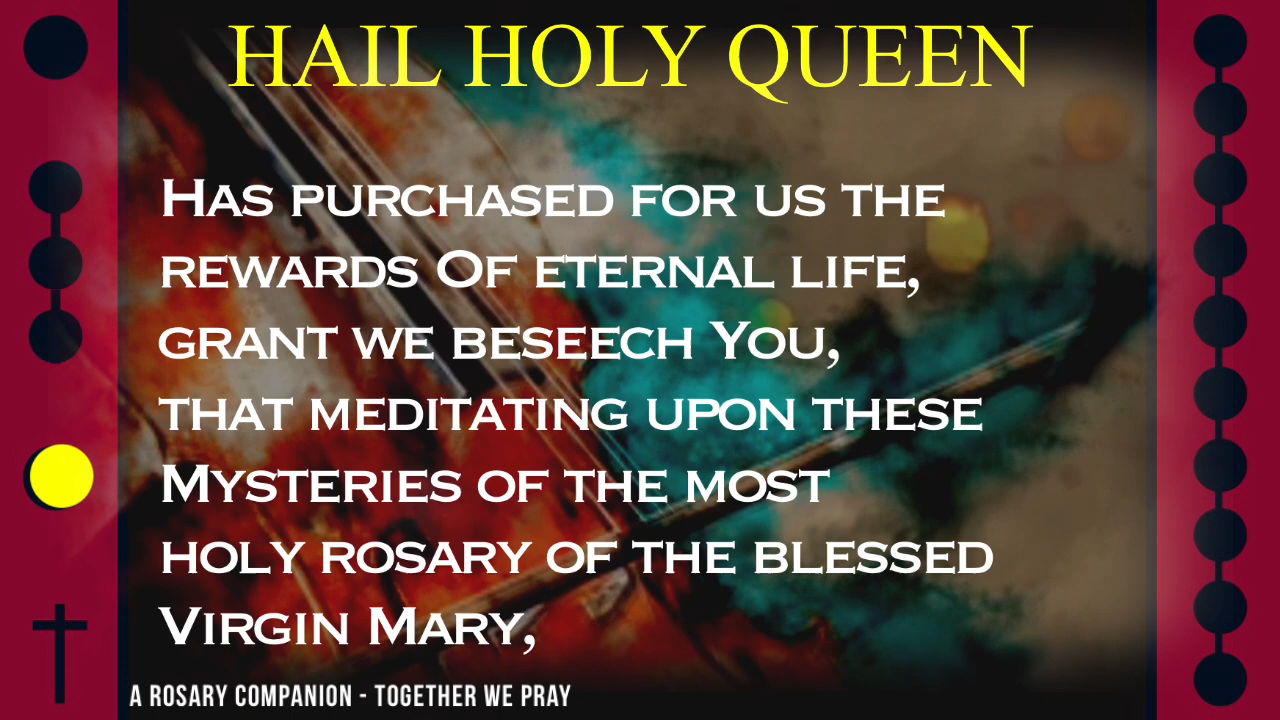 HAIL HOLY QUEEN
Has purchased for us the
rewards Of eternal life,
grant we beseech You,
that meditating upon these
Mysteries of the most
holy rosary of the blessed
Virgin Mary,
A ROSARY COMPANION - TOGETHER WE PRAY